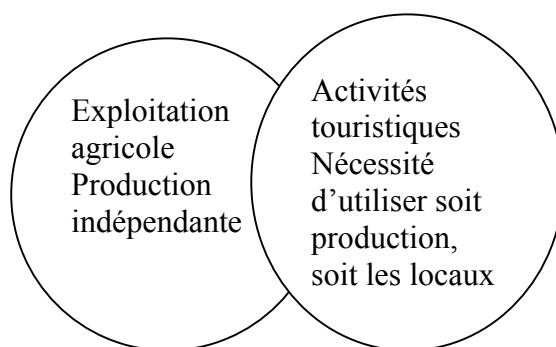 Exploitation
agricole
Production
indépendante
Activités
touristiques
Nécessité
d’utiliser soit
production,
soit les locaux